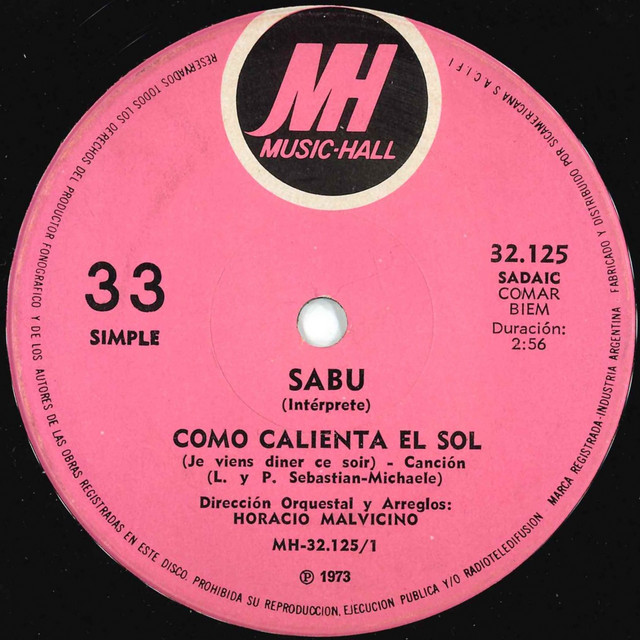 MH
MUSIC-HALL
33
SIMPLE
32.125
SADAIC
COMAR
BIEM
Duración:
2:56
SABU
(Intérprete)
COMO CALIENTA EL SOL
(Je viens diner ce soir) - Canción
(L. y P. Sebastian-Michaele)
Dirección Orquestal y Arreglos:
HORACIO MALVICINO
MH-32.125/1
℗ 1973
RESERVADOS TODOS LOS DERECHOS DEL PRODUCTOR FONOGRAFICO Y DE LOS AUTORES DE LAS OBRAS REGISTRADAS EN ESTE DISCO. PROHIBIDA SU REPRODUCCION, EJECUCION PUBLICA Y/O RADIOTELEDIFUSION
MARCA REGISTRADA-INDUSTRIA ARGENTINA FABRICADO Y DISTRIBUIDO POR SICAMERICANA S A C I F I